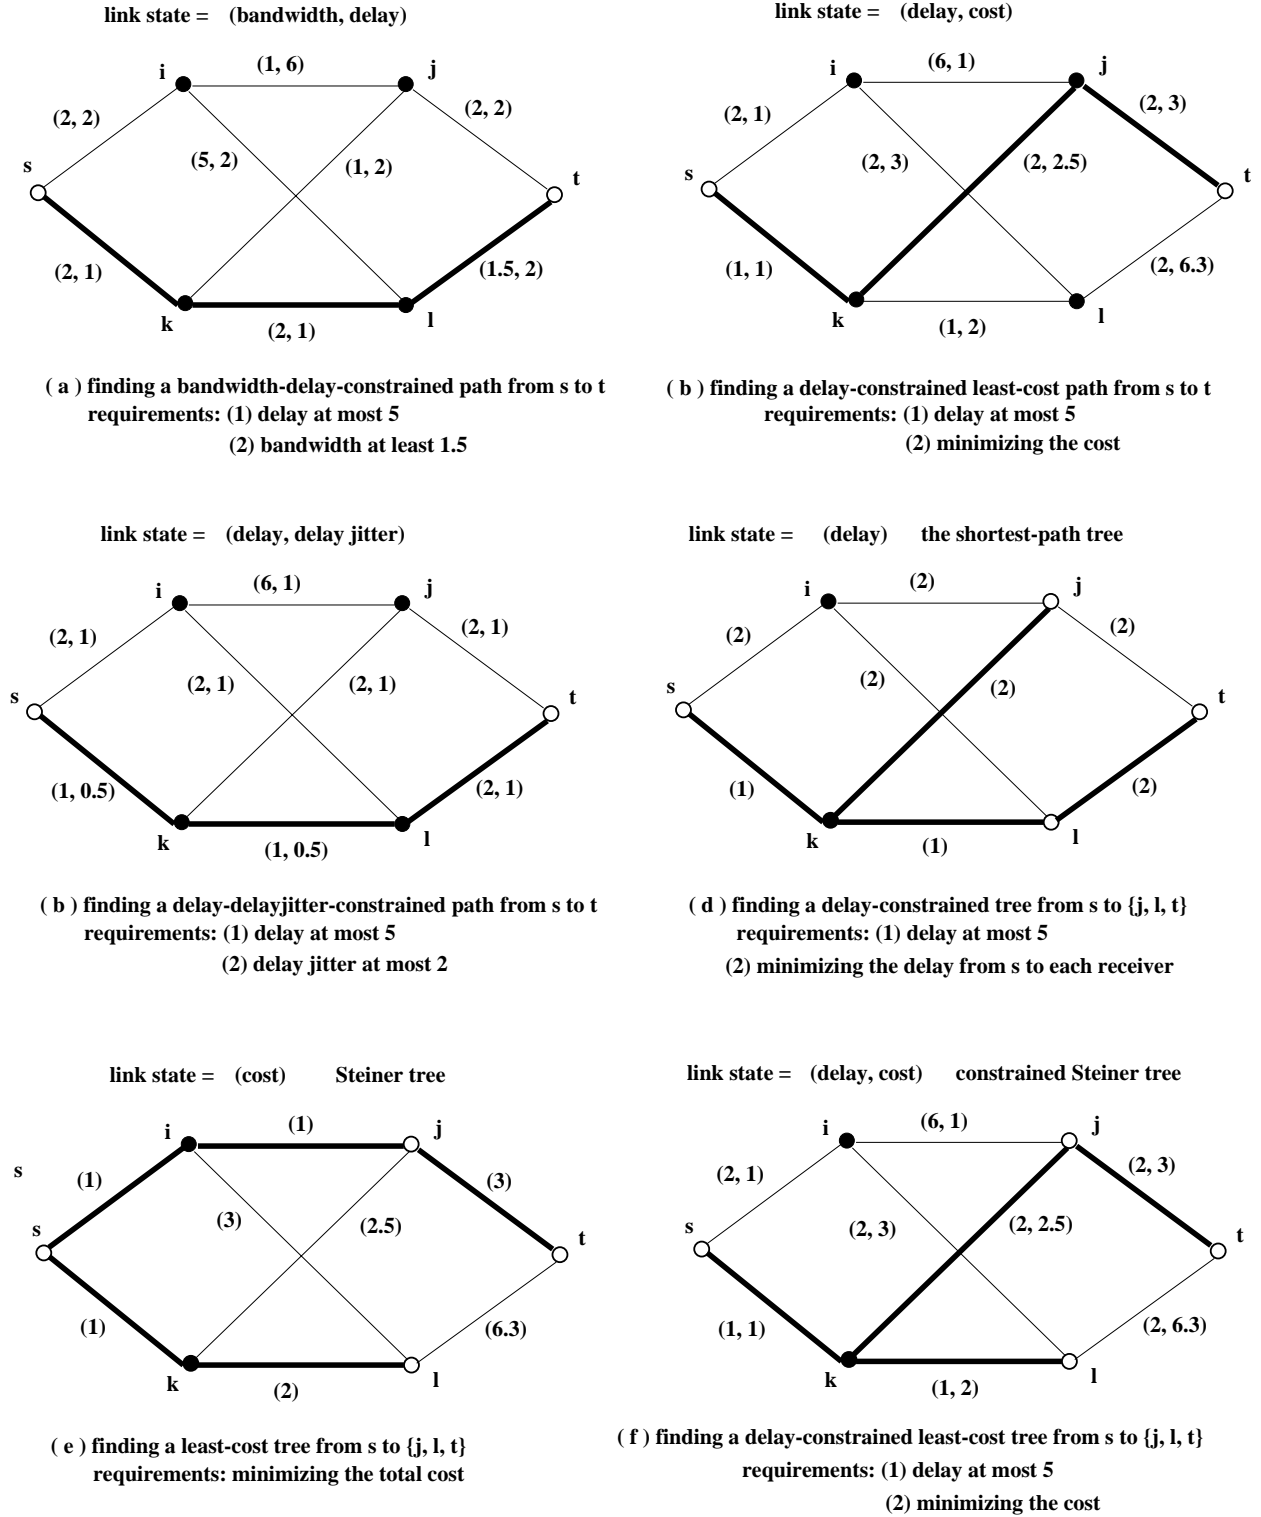 link state = (bandwidth, delay)
i
(1, 6)
j
(2, 2)
(2, 2)
s
(5, 2)
(1, 2)
t
(2, 1)
(1.5, 2)
k
(2, 1)
l
( a ) finding a bandwidth-delay-constrained path from s to t
requirements: (1) delay at most 5
(2) bandwidth at least 1.5
link state = (delay, cost)
i
(6, 1)
j
(2, 1)
(2, 3)
s
(2, 3)
(2, 2.5)
t
(1, 1)
(2, 6.3)
k
(1, 2)
l
( b ) finding a delay-constrained least-cost path from s to t
requirements: (1) delay at most 5
(2) minimizing the cost
link state = (delay, delay jitter)
i
(6, 1)
j
(2, 1)
(2, 1)
s
(2, 1)
(2, 1)
t
(1, 0.5)
(2, 1)
k
(1, 0.5)
l
( b ) finding a delay-delayjitter-constrained path from s to t
requirements: (1) delay at most 5
(2) delay jitter at most 2
link state = (delay) the shortest-path tree
i
(2)
j
(2)
(2)
s
(2)
(2)
t
(1)
(2)
k
(1)
l
( d ) finding a delay-constrained tree from s to {j, l, t}
requirements: (1) delay at most 5
(2) minimizing the delay from s to each receiver
link state = (cost) Steiner tree
i
(1)
j
s
(1)
(3)
s
(3)
(2.5)
t
(1)
(6.3)
k
(2)
l
( e ) finding a least-cost tree from s to {j, l, t}
requirements: minimizing the total cost
link state = (delay, cost) constrained Steiner tree
i
(6, 1)
j
(2, 1)
(2, 3)
s
(2, 3)
(2, 2.5)
t
(1, 1)
(2, 6.3)
k
(1, 2)
l
( f ) finding a delay-constrained least-cost tree from s to {j, l, t}
requirements: (1) delay at most 5
(2) minimizing the cost